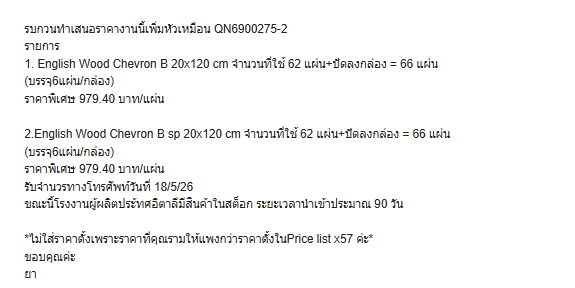 รบกวนทำเสนอราคางานนี้เพิ่มหัวเหมือน QN6900275-2
รายการ
1. English Wood Chevron B 20x120 cm จำนวนที่ใช้ 62 แผ่น+ปัดลงกล่อง = 66 แผ่น
(บรรจุ6แผ่น/กล่อง)
ราคาพิเศษ 979.40 บาท/แผ่น
2.English Wood Chevron B sp 20x120 cm จำนวนที่ใช้ 62 แผ่น+ปัดลงกล่อง = 66 แผ่น
(บรรจุ6แผ่น/กล่อง)
ราคาพิเศษ 979.40 บาท/แผ่น
รับจำนวรทางโทรศัพท์วันที่ 18/5/26
ขณะนี้โรงงานผู้ผลิตประ้ทศอิตาลีมีสินค้าในสต็อก ระยะเวลานำเข้าประมาณ 90 วัน
*ไม่ใส่ราคาตั้งเพราะราคาที่คุณรามให้แพงกว่าราคาตั้งในPrice list x57 ค่ะ*
ขอบคุณค่ะ
ยา